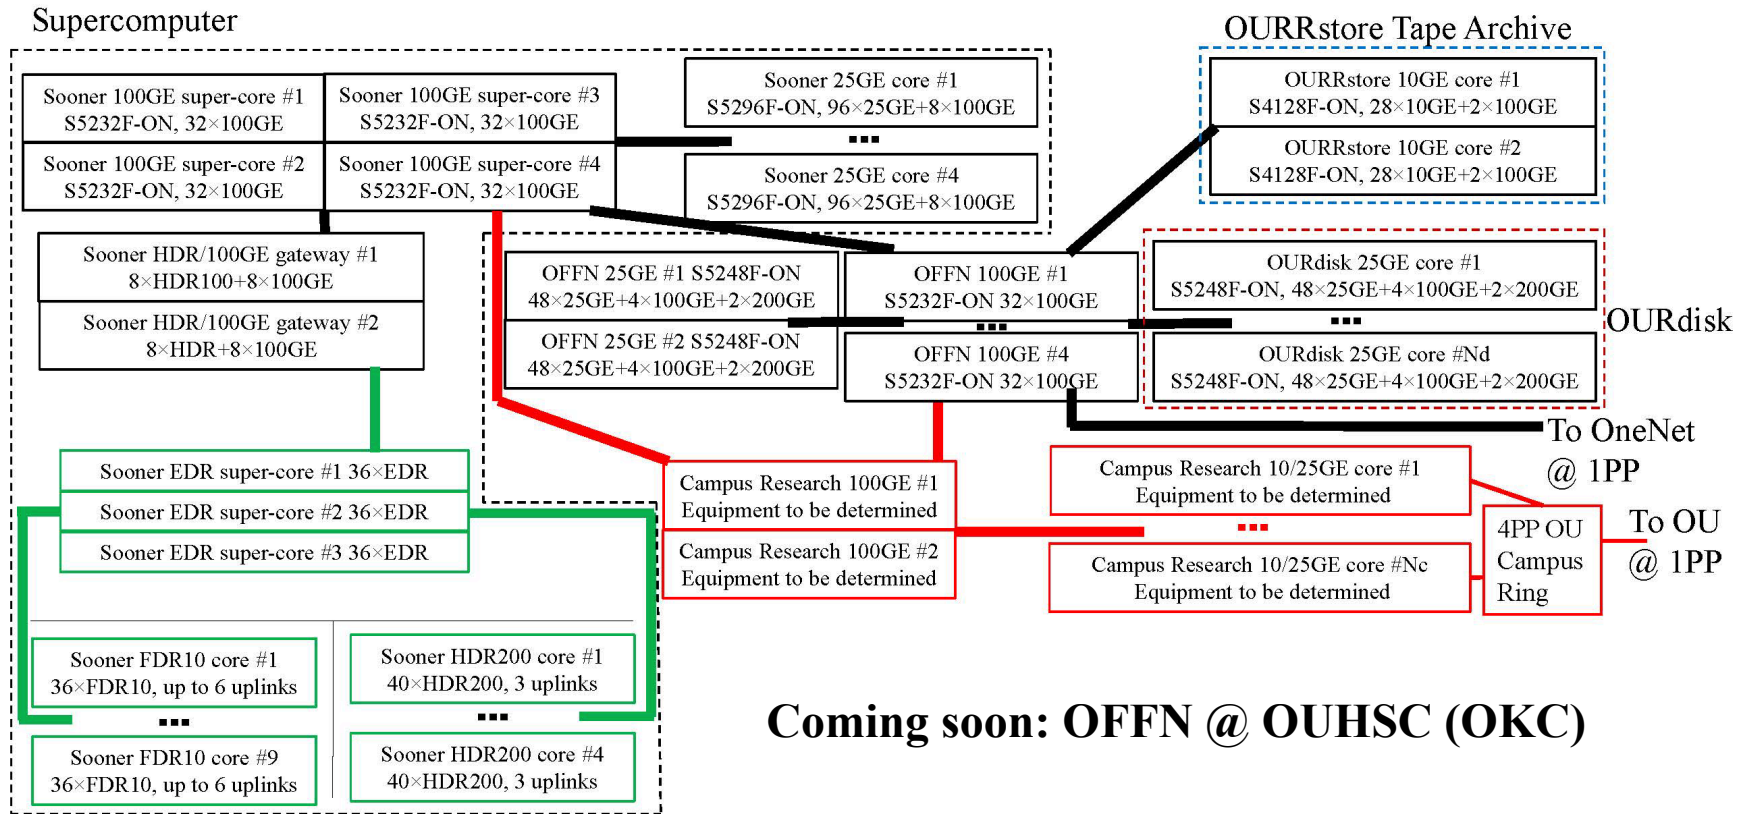 Supercomputer
OURRstore Tape Archive
Sooner 100GE super-core #1
S5232F-ON, 32×100GE
Sooner 100GE super-core #3
S5232F-ON, 32×100GE
Sooner 100GE super-core #2
S5232F-ON, 32×100GE
Sooner 100GE super-core #4
S5232F-ON, 32×100GE
Sooner 25GE core #1
S5296F-ON, 96×25GE+8×100GE
...
Sooner 25GE core #4
S5296F-ON, 96×25GE+8×100GE
OURRstore 10GE core #1
S4128F-ON, 28×10GE+2×100GE
OURRstore 10GE core #2
S4128F-ON, 28×10GE+2×100GE
Sooner HDR/100GE gateway #1
8×HDR100+8×100GE
Sooner HDR/100GE gateway #2
8×HDR+8×100GE
OFFN 25GE #1 S5248F-ON
48×25GE+4×100GE+2×200GE
OFFN 25GE #2 S5248F-ON
48×25GE+4×100GE+2×200GE
OFFN 100GE #1
S5232F-ON 32×100GE
...
OFFN 100GE #4
S5232F-ON 32×100GE
OURdisk 25GE core #1
S5248F-ON, 48×25GE+4×100GE+2×200GE
...
OURdisk 25GE core #Nd
S5248F-ON, 48×25GE+4×100GE+2×200GE
OURdisk
To OneNet
@ 1PP
Sooner EDR super-core #1 36×EDR
Sooner EDR super-core #2 36×EDR
Sooner EDR super-core #3 36×EDR
Campus Research 100GE #1
Equipment to be determined
Campus Research 100GE #2
Equipment to be determined
Campus Research 10/25GE core #1
Equipment to be determined
...
Campus Research 10/25GE core #Nc
Equipment to be determined
4PP OU
Campus
Ring
To OU
@ 1PP
Sooner FDR10 core #1
36×FDR10, up to 6 uplinks
...
Sooner FDR10 core #9
36×FDR10, up to 6 uplinks
Sooner HDR200 core #1
40×HDR200, 3 uplinks
...
Sooner HDR200 core #4
40×HDR200, 3 uplinks
Coming soon: OFFN @ OUHSC (OKC)